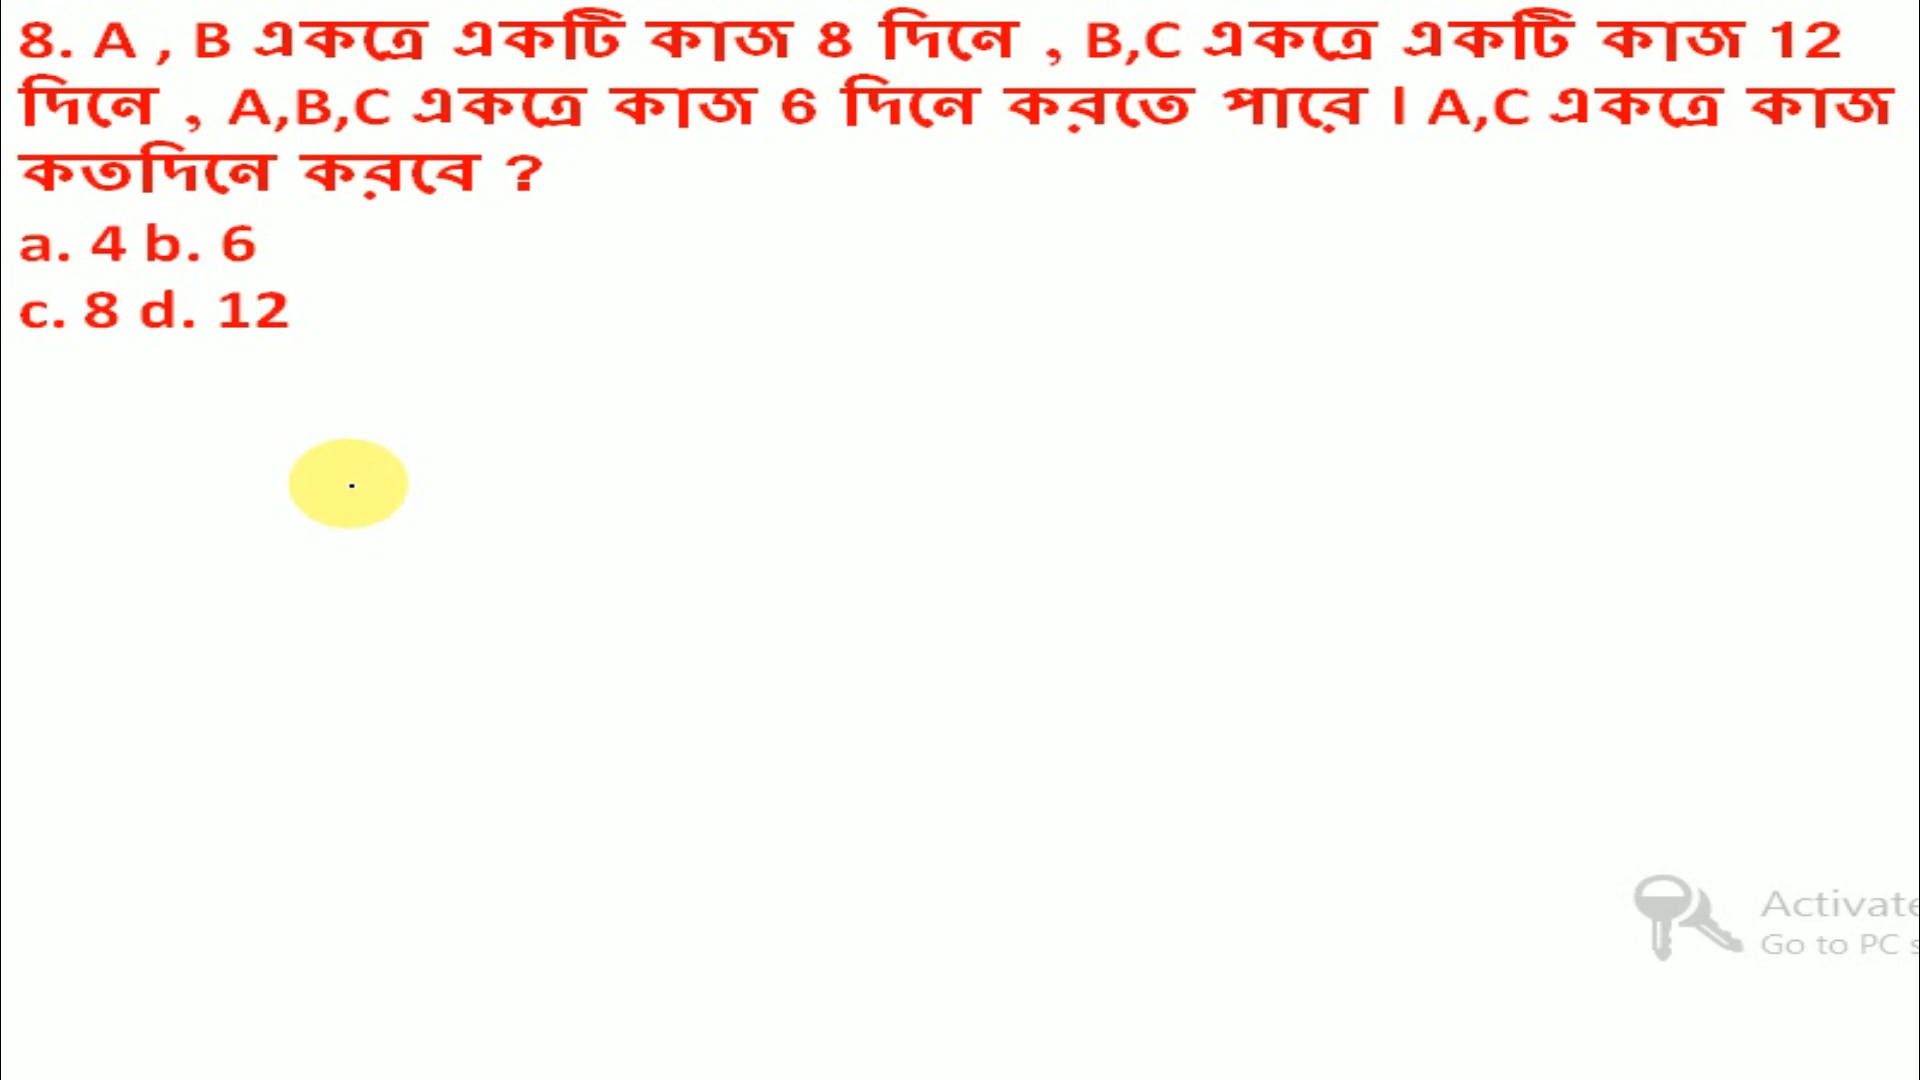 8. A , B একত্রে একটি কাজ 8 দিনে , B,C একত্রে একটি কাজ 12
দিনে , A,B,C একত্রে কাজ 6 দিনে করতে পারে l A,C একত্রে কাজ
কতদিনে করবে ?
a. 4 b. 6
c. 8 d. 12
Activate
Go to PC s